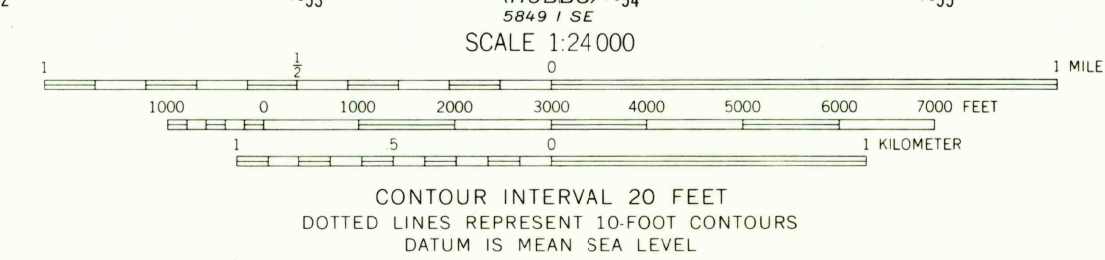 5849 I SE
SCALE 1:24 000
1 1/2 0 1 MILE
1000 0 1000 2000 3000 4000 5000 6000 7000 FEET
1 .5 0 1 KILOMETER
CONTOUR INTERVAL 20 FEET
DOTTED LINES REPRESENT 10-FOOT CONTOURS
DATUM IS MEAN SEA LEVEL